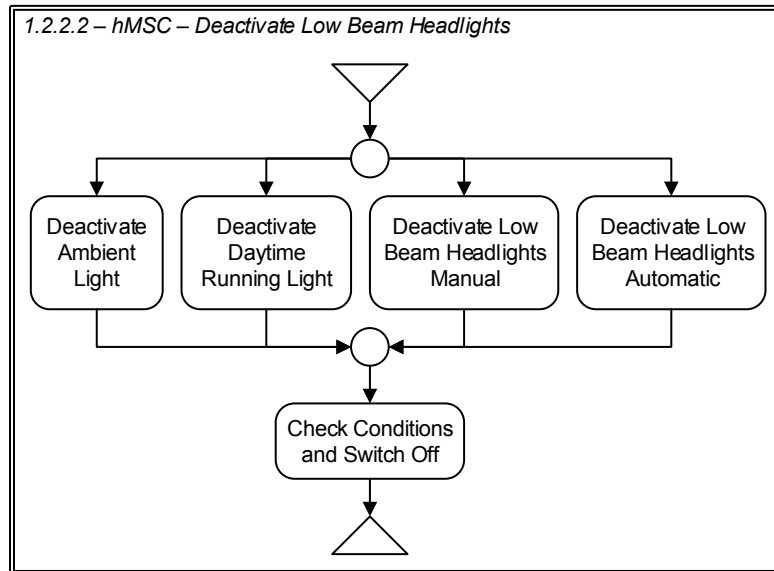 1.2.2.2 – hMSC – Deactivate Low Beam Headlights
Deactivate
Ambient
Light
Deactivate
Daytime
Running Light
Deactivate Low
Beam Headlights
Manual
Deactivate Low
Beam Headlights
Automatic
Check Conditions
and Switch Off